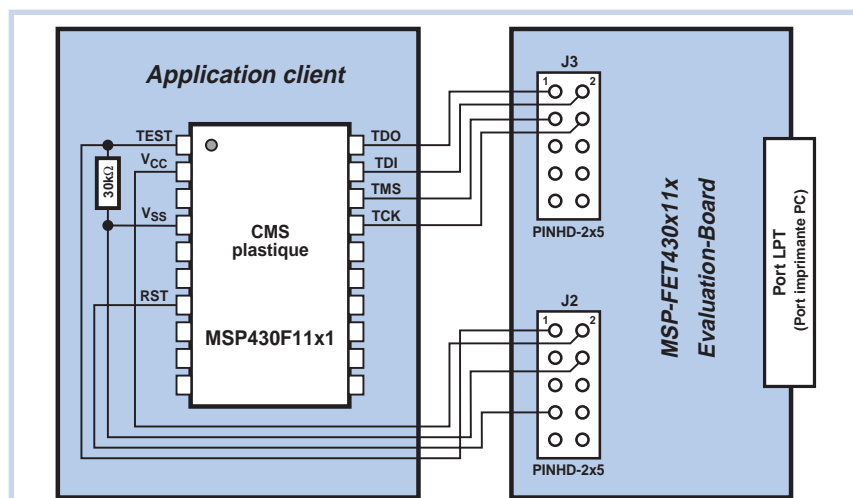 Application client
TEST
VCC
30kΩ
VSS
RST
CMS
plastique
MSP430F11x1
TDO
TDI
TMS
TCK
J3
1 2
PINHD-2x5
J2
1 2
PINHD-2x5
MSP-FET430x11x
Evaluation-Board
Port LPT
(Port imprimante PC)